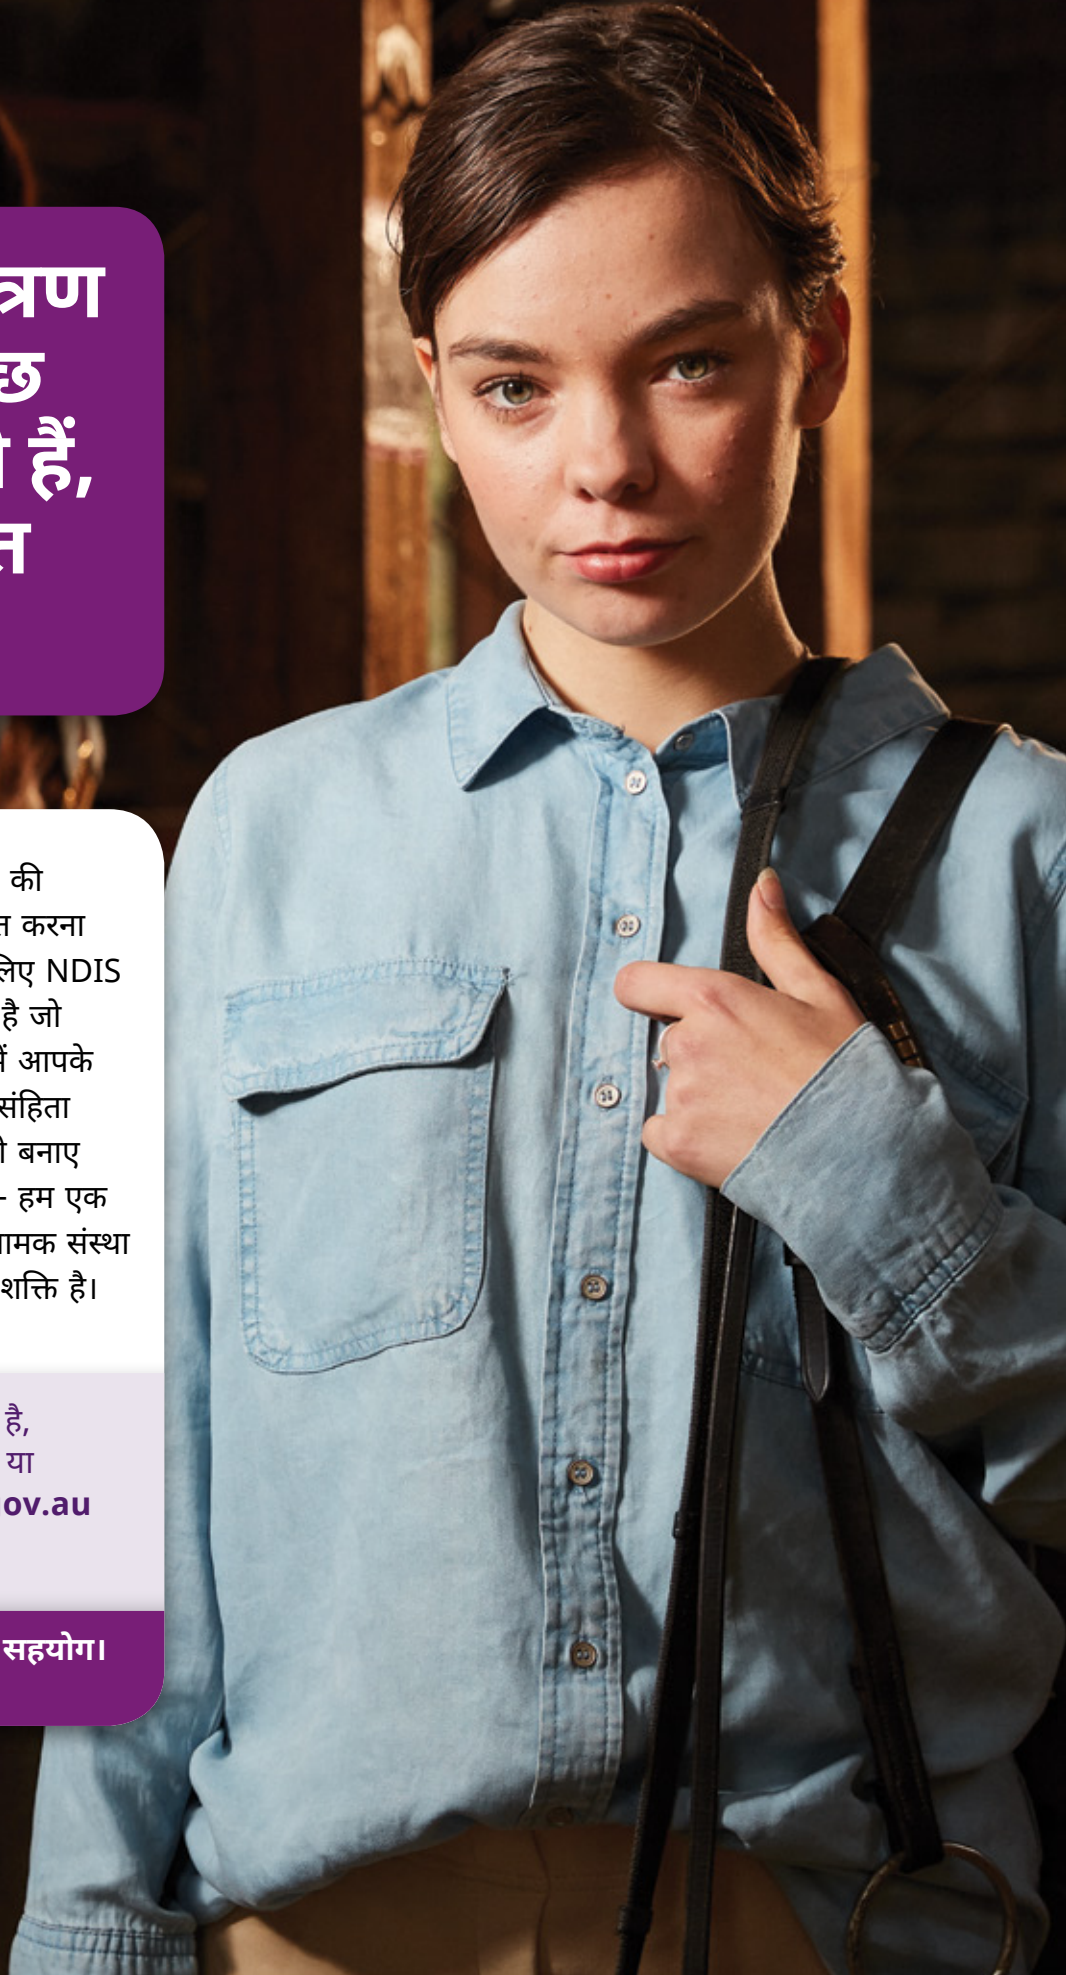 त्रण
छ
हैं,
त
की
त करना
लिए NDIS
है जो
में आपके
संहिता
ी बनाए
- हम एक
ामक संस्था
शक्ति है।
है,
या
ov.au
सहयोग।